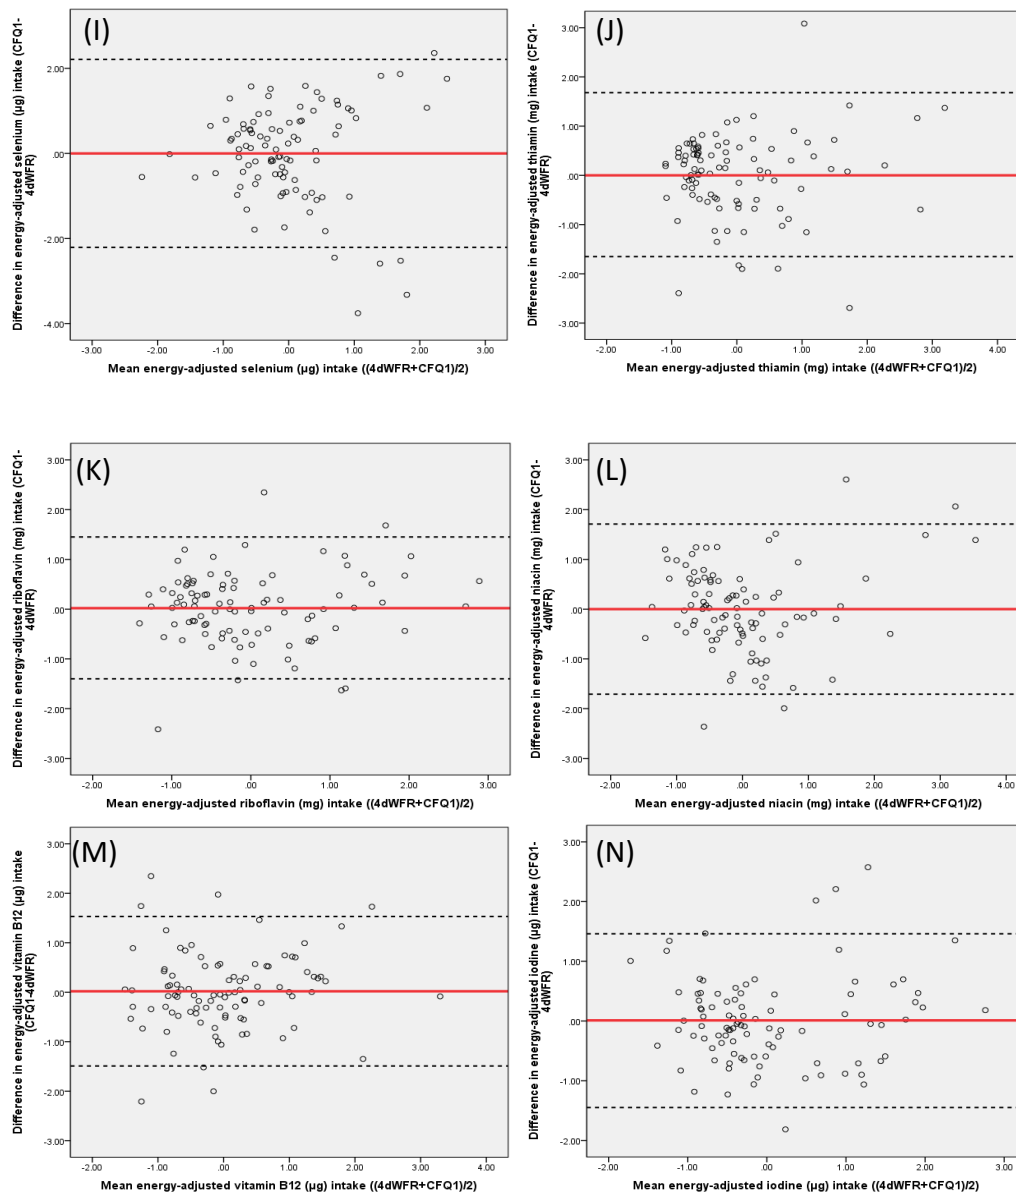 (I)
Difference in energy-adjusted selenium (µg) intake (CFQ1-
4dWFR)
2.00
.00
-2.00
-4.00
-3.00 -2.00 -1.00 .00 1.00 2.00 3.00
Mean energy-adjusted selenium (µg) intake ((4dWFR+CFQ1)/2)
(J)
Difference in energy-adjusted thiamin (mg) intake (CFQ1-
4dWFR)
3.00
2.00
1.00
.00
-1.00
-2.00
-3.00
-2.00 -1.00 .00 1.00 2.00 3.00 4.00
Mean energy-adjusted thiamin (mg) intake ((4dWFR+CFQ1)/2)
(K)
Difference in energy-adjusted riboflavin (mg) intake (CFQ1-
4dWFR)
3.00
2.00
1.00
.00
-1.00
-2.00
-3.00
-2.00 -1.00 .00 1.00 2.00 3.00
Mean energy-adjusted riboflavin (mg) intake ((4dWFR+CFQ1)/2)
(L)
Difference in energy-adjusted niacin (mg) intake (CFQ1-
4dWFR)
3.00
2.00
1.00
.00
-1.00
-2.00
-3.00
-2.00 -1.00 .00 1.00 2.00 3.00 4.00
Mean energy-adjusted niacin (mg) intake ((4dWFR+CFQ1)/2)
(M)
Difference in energy-adjusted vitamin B12 (µg) intake
(CFQ1-4dWFR)
3.00
2.00
1.00
.00
-1.00
-2.00
-3.00
-2.00 -1.00 .00 1.00 2.00 3.00 4.00
Mean energy-adjusted vitamin B12 (µg) intake ((4dWFR+CFQ1)/2)
(N)
Difference in energy-adjusted iodine (µg) intake (CFQ1-
4dWFR)
3.00
2.00
1.00
.00
-1.00
-2.00
-2.00 -1.00 .00 1.00 2.00 3.00
Mean energy-adjusted iodine (µg) intake ((4dWFR+CFQ1)/2)